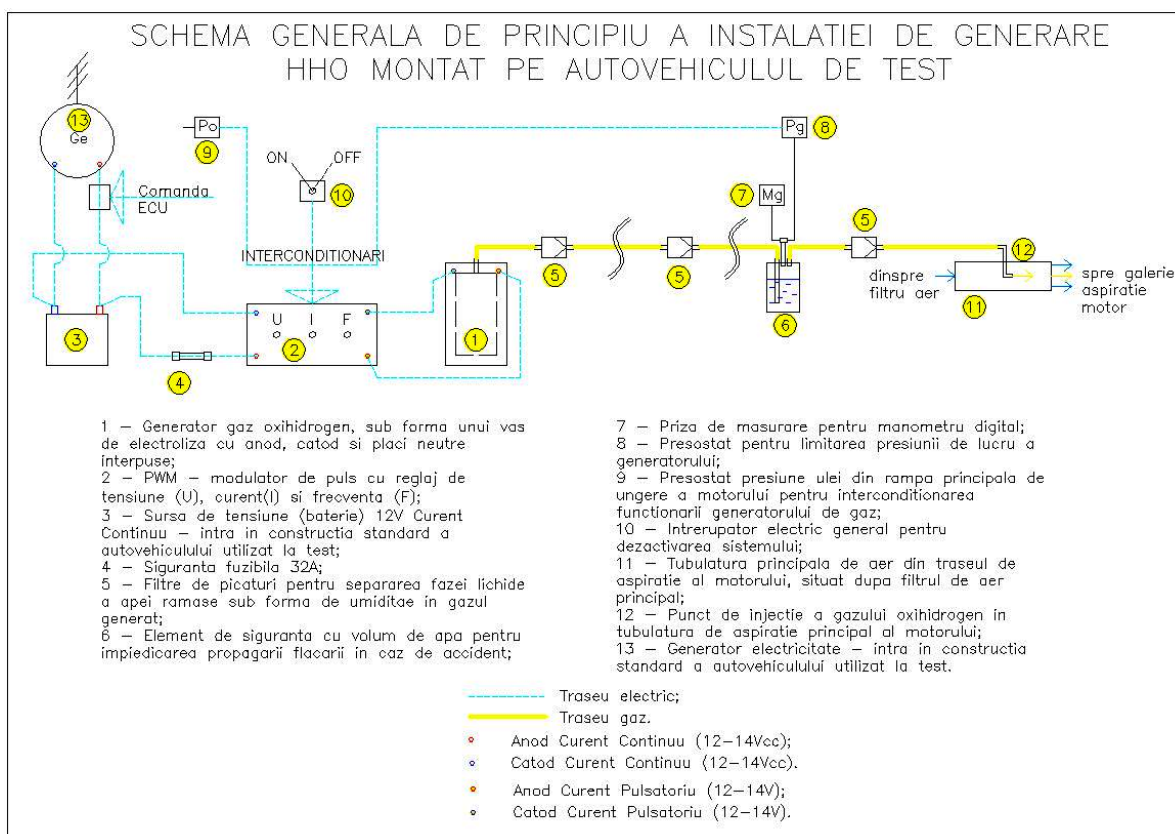 SCHEMA GENERALA DE PRINCIPIU A INSTALATIEI DE GENERARE
HHO MONTAT PE AUTOVEHICULUL DE TEST
13
Ge
Po
9
Pg
8
ON
OFF
10
Comanda
ECU
7
Mg
INTERCONDITIONARI
5
5
5
12
dinspre
filtru aer
11
spre galerie
aspiratie
motor
3
4
U I F
2
1
6
1 – Generator gaz oxihidrogen, sub forma unui vas
de electroliza cu anod, catod si placi neutre
interpuse;
2 – PWM – modulator de puls cu reglaj de
tensiune (U), curent(I) si frecventa (F);
3 – Sursa de tensiune (baterie) 12V Curent
Continuu – intra in constructia standard a
autovehiculului utilizat la test;
4 – Siguranta fuzibila 32A;
5 – Filtre de picaturi pentru separarea fazei lichide
a apei ramase sub forma de umiditae in gazul
generat;
6 – Element de siguranta cu volum de apa pentru
impiedicarea propagarii flacarii in caz de accident;
7 – Priza de masurare pentru manometru digital;
8 – Presostat pentru limitarea presiunii de lucru a
generatorului;
9 – Presostat presiune ulei din rampa principala de
ungere a motorului pentru interconditionarea
functionarii generatorului de gaz;
10 – Intrerupator electric general pentru
dezactivarea sistemului;
11 – Tubulatura principala de aer din traseul de
aspiratie al motorului, situat dupa filtrul de aer
principal;
12 – Punct de injectie a gazului oxihidrogen in
tubulatura de aspiratie principal al motorului;
13 – Generator electricitate – intra in constructia
standard a autovehiculului utilizat la test.
Traseu electric;
Traseu gaz.
Anod Curent Continuu (12–14Vcc);
Catod Curent Continuu (12–14Vcc).
Anod Curent Pulsatoriu (12–14V);
Catod Curent Pulsatoriu (12–14V).